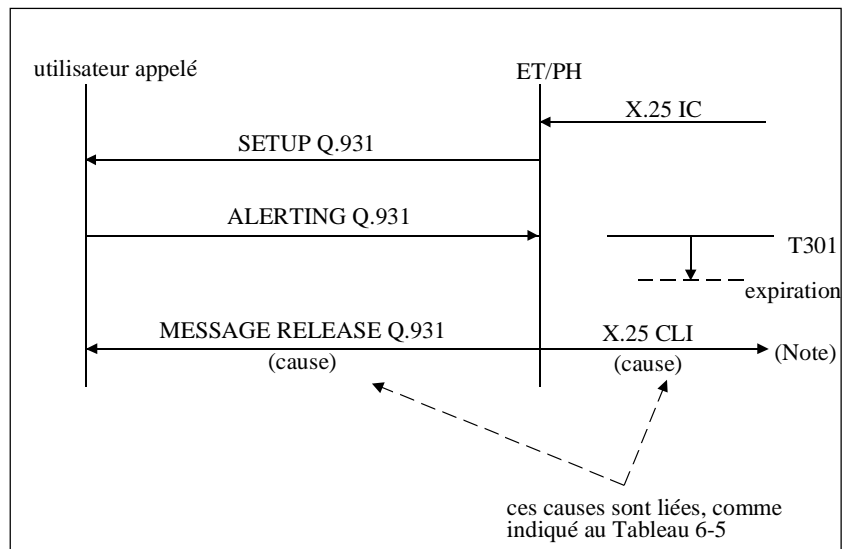 utilisateur appelé
ET/PH
X.25 IC
SETUP Q.931
ALERTING Q.931
T301
expiration
MESSAGE RELEASE Q.931
X.25 CLI
(Note)
(cause)
(cause)
ces causes sont liées, comme
indiqué au Tableau 6-5